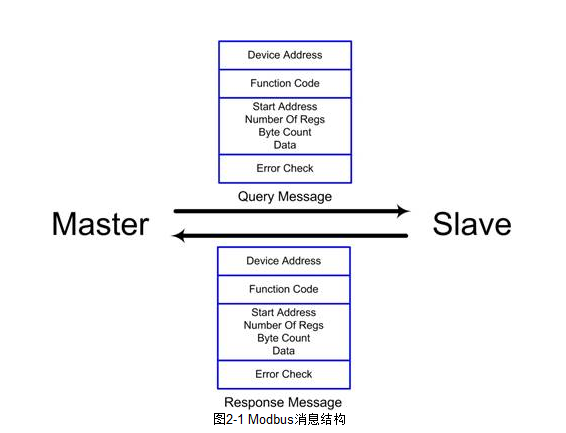 Device Address
Function Code
Start Address
Number Of Regs
Byte Count
Data
Error Check
Query Message
Master
Slave
Device Address
Function Code
Start Address
Number Of Regs
Byte Count
Data
Error Check
Response Message
图2-1 Modbus消息结构